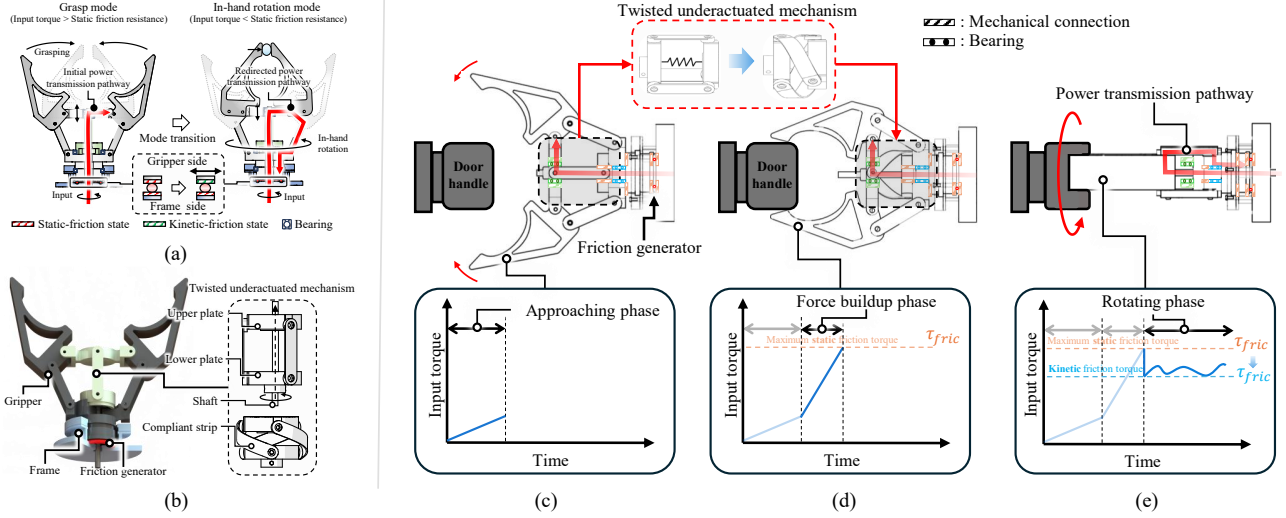 Grasp mode
(Input torque > Static friction resistance)
In-hand rotation mode
(Input torque < Static friction resistance)
Grasping
Initial power
transmission pathway
Redirected power
transmission pathway
Mode transition
In-hand
rotation
Gripper side
Frame side
Input
Input
Static-friction state
Kinetic-friction state
Bearing
(a)
Twisted underactuated mechanism
Upper plate
Lower plate
Shaft
Compliant strip
Gripper
Frame
Friction generator
(b)
Twisted underactuated mechanism
: Mechanical connection
: Bearing
Door
handle
Friction generator
Door
handle
Power transmission pathway
Approaching phase
Input torque
Time
(c)
Force buildup phase
Maximum static friction torque
τfric
Input torque
Time
(d)
Rotating phase
Maximum static friction torque
τfric
Kinetic friction torque
τfric
Input torque
Time
(e)